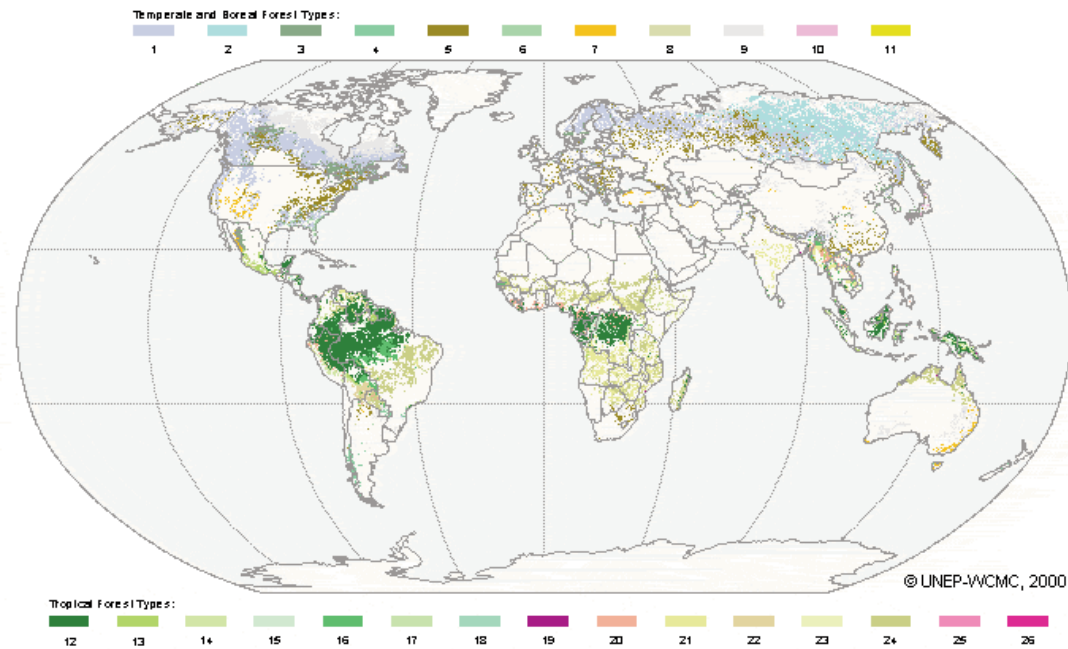 Temperate and Boreal Forest Types:
1 2 3 4 5 6 7 8 9 10 11
© UNEP-WCMC, 2000
Tropical Forest Types:
12 13 14 15 16 17 18 19 20 21 22 23 24 25 26